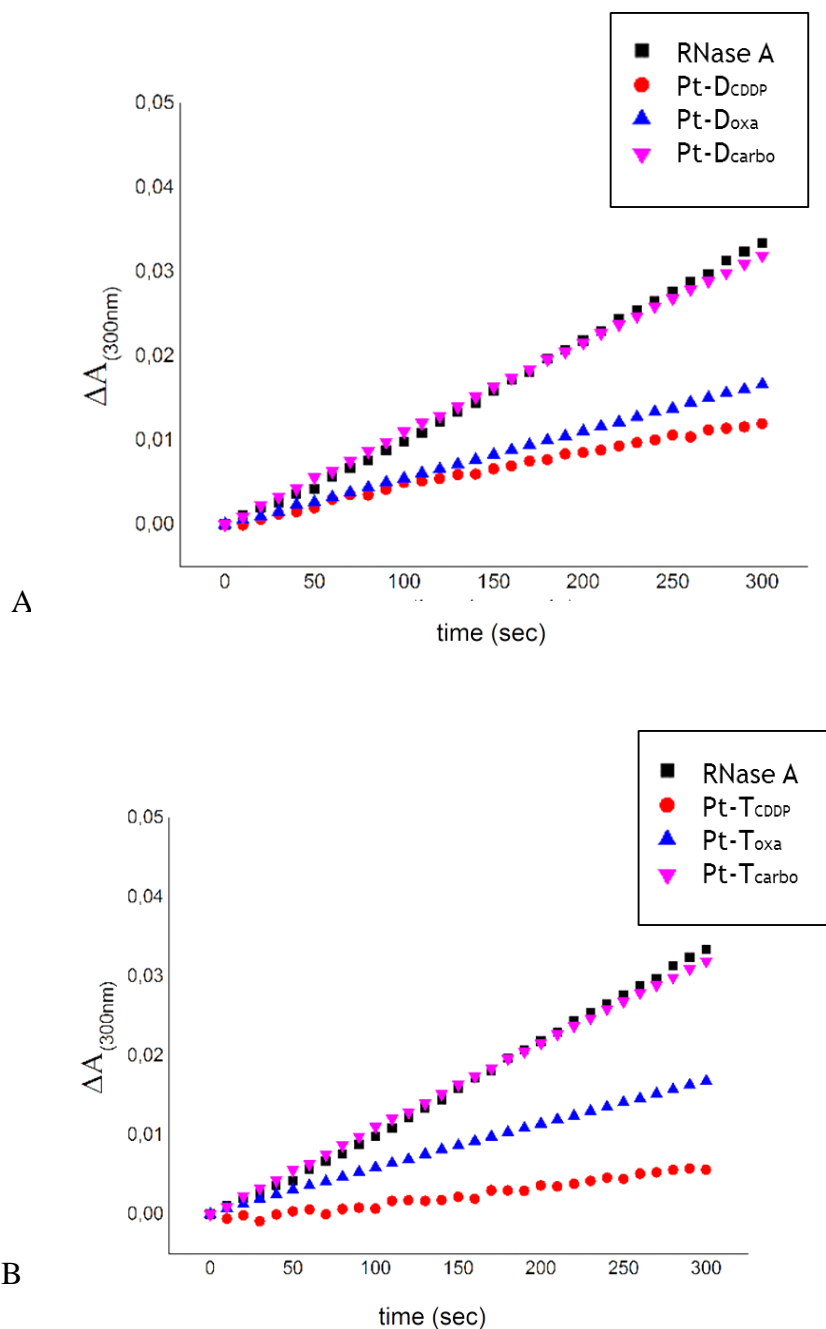 RNase A
Pt-DCDDP
Pt-Doxa
Pt-Dcarbo
0,05
0,04
0,03
0,02
0,01
0,00
ΔA(300nm)
0 50 100 150 200 250 300
time (sec)
A
RNase A
Pt-TCDDP
Pt-Toxa
Pt-Tcarbo
0,05
0,04
0,03
0,02
0,01
0,00
ΔA(300nm)
0 50 100 150 200 250 300
time (sec)
B